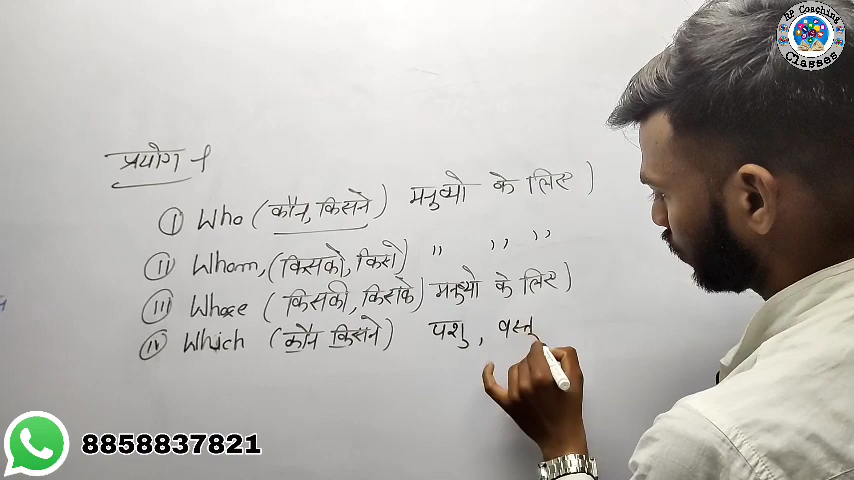 RP Coaching
Classes
प्रयोग -
(I) Who (कौन, किसने) मनुष्यो के लिए)
(II) Whom, (किसको, किसे) " " "
(III) Whose (किसकी, किसके) मनुष्यो के लिए)
(IV) Which (कौन किसने) पशु, वस्तु
8858837821